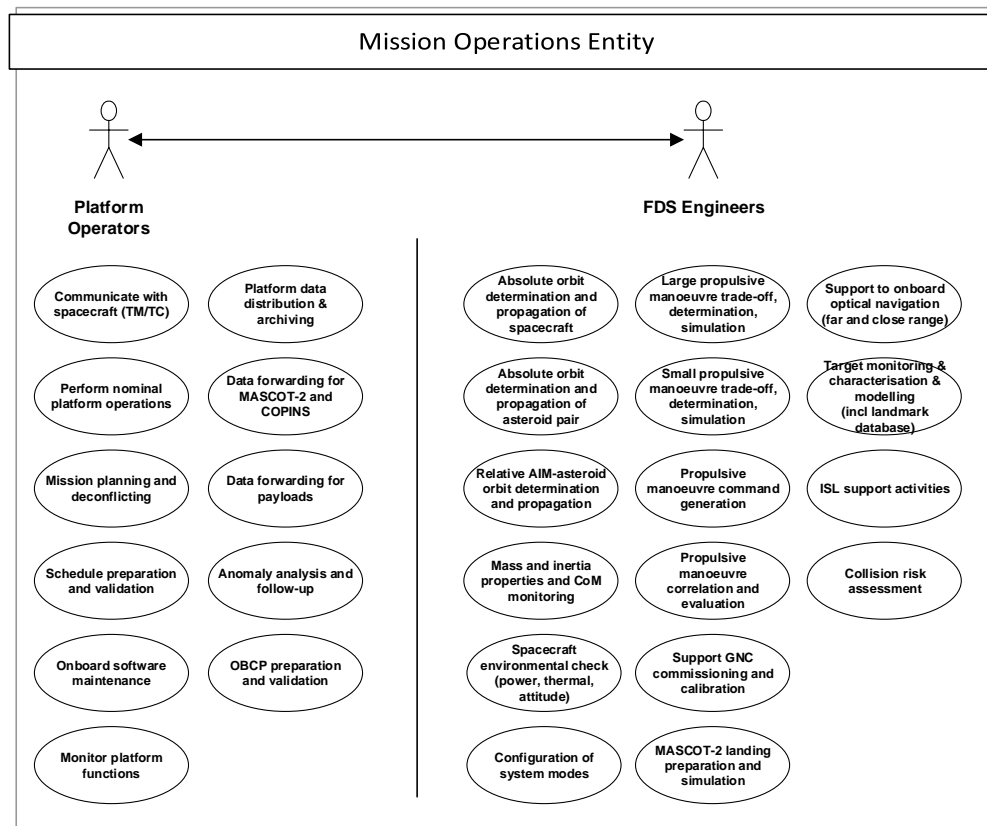 Mission Operations Entity
Platform
Operators
FDS Engineers
Communicate with
spacecraft (TM/TC)
Platform data
distribution &
archiving
Perform nominal
platform operations
Data forwarding for
MASCOT-2 and
COPINS
Mission planning and
deconflicting
Data forwarding for
payloads
Schedule preparation
and validation
Anomaly analysis and
follow-up
Onboard software
maintenance
OBCP preparation
and validation
Monitor platform
functions
Absolute orbit
determination and
propagation of
spacecraft
Large propulsive
manoeuvre trade-off,
determination,
simulation
Support to onboard
optical navigation
(far and close range)
Absolute orbit
determination and
propagation of
asteroid pair
Small propulsive
manoeuvre trade-off,
determination,
simulation
Target monitoring &
characterisation &
modelling
(incl landmark
database)
Relative AIM-asteroid
orbit determination
and propagation
Propulsive
manoeuvre command
generation
ISL support activities
Mass and inertia
properties and CoM
monitoring
Propulsive
manoeuvre
correlation and
evaluation
Collision risk
assessment
Spacecraft
environmental check
(power, thermal,
attitude)
Support GNC
commissioning and
calibration
Configuration of
system modes
MASCOT-2 landing
preparation and
simulation